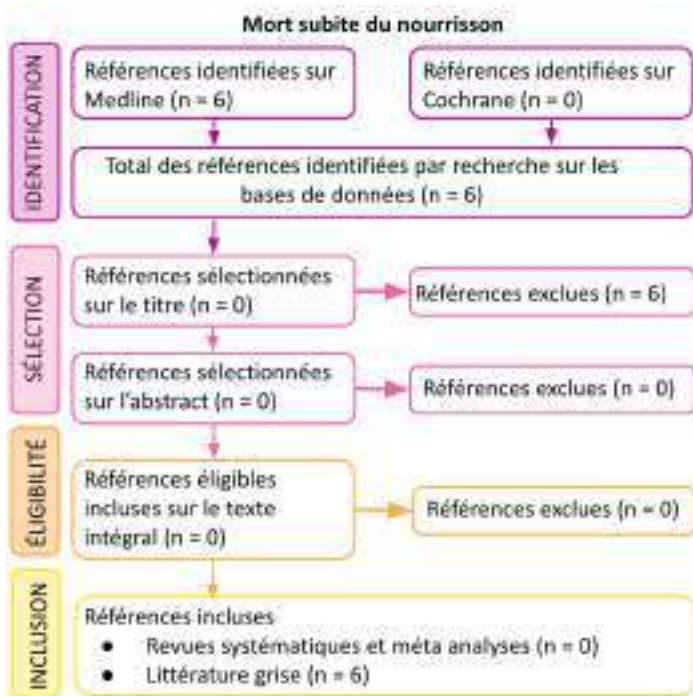 Mort subite du nourrisson
IDENTIFICATION
Références identifiées sur
Medline (n = 6)
Références identifiées sur
Cochrane (n = 0)
Total des références identifiées par recherche sur les
bases de données (n = 6)
SÉLECTION
Références sélectionnées
sur le titre (n = 0)
Références exclues (n = 6)
Références sélectionnées
sur l'abstract (n = 0)
Références exclues (n = 0)
ÉLIGIBILITÉ
Références éligibles
incluses sur le texte
intégral (n = 0)
Références exclues (n = 0)
INCLUSION
Références incluses
● Revues systématiques et méta analyses (n = 0)
● Littérature grise (n = 6)